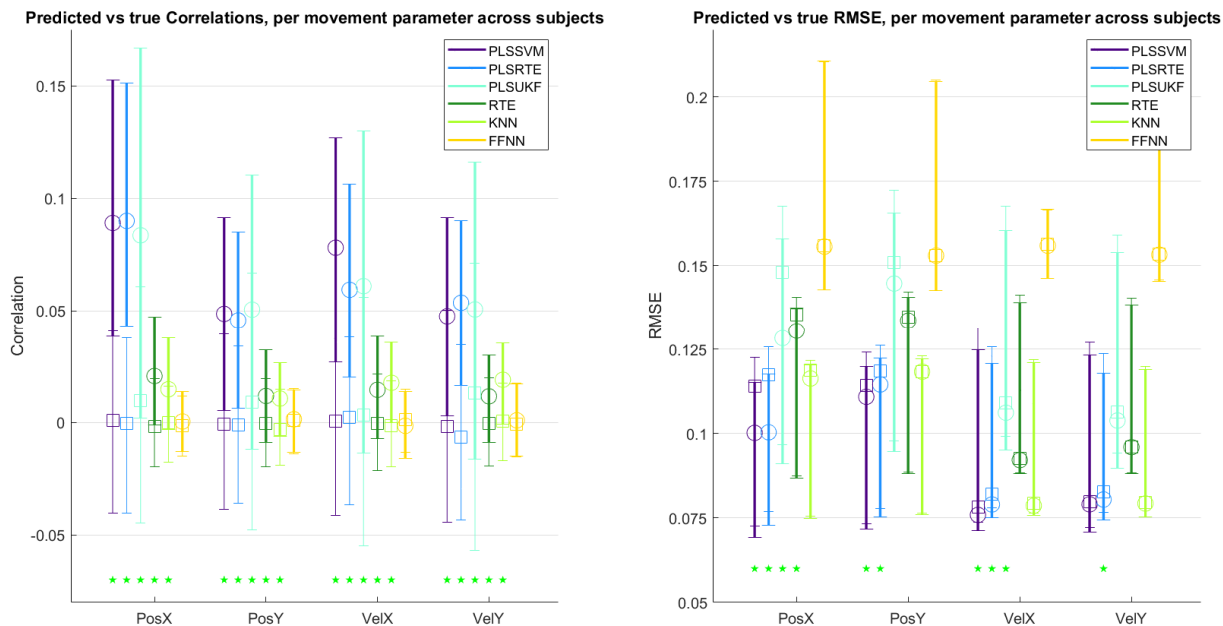 Predicted vs true Correlations, per movement parameter across subjects
PLSSVM
PLSRTE
PLSUKF
RTE
KNN
FFNN
0.15
0.1
0.05
0
-0.05
Correlation
PosX
PosY
VelX
VelY
Predicted vs true RMSE, per movement parameter across subjects
PLSSVM
PLSRTE
PLSUKF
RTE
KNN
FFNN
0.2
0.175
0.15
0.125
0.1
0.075
0.05
RMSE
PosX
PosY
VelX
VelY